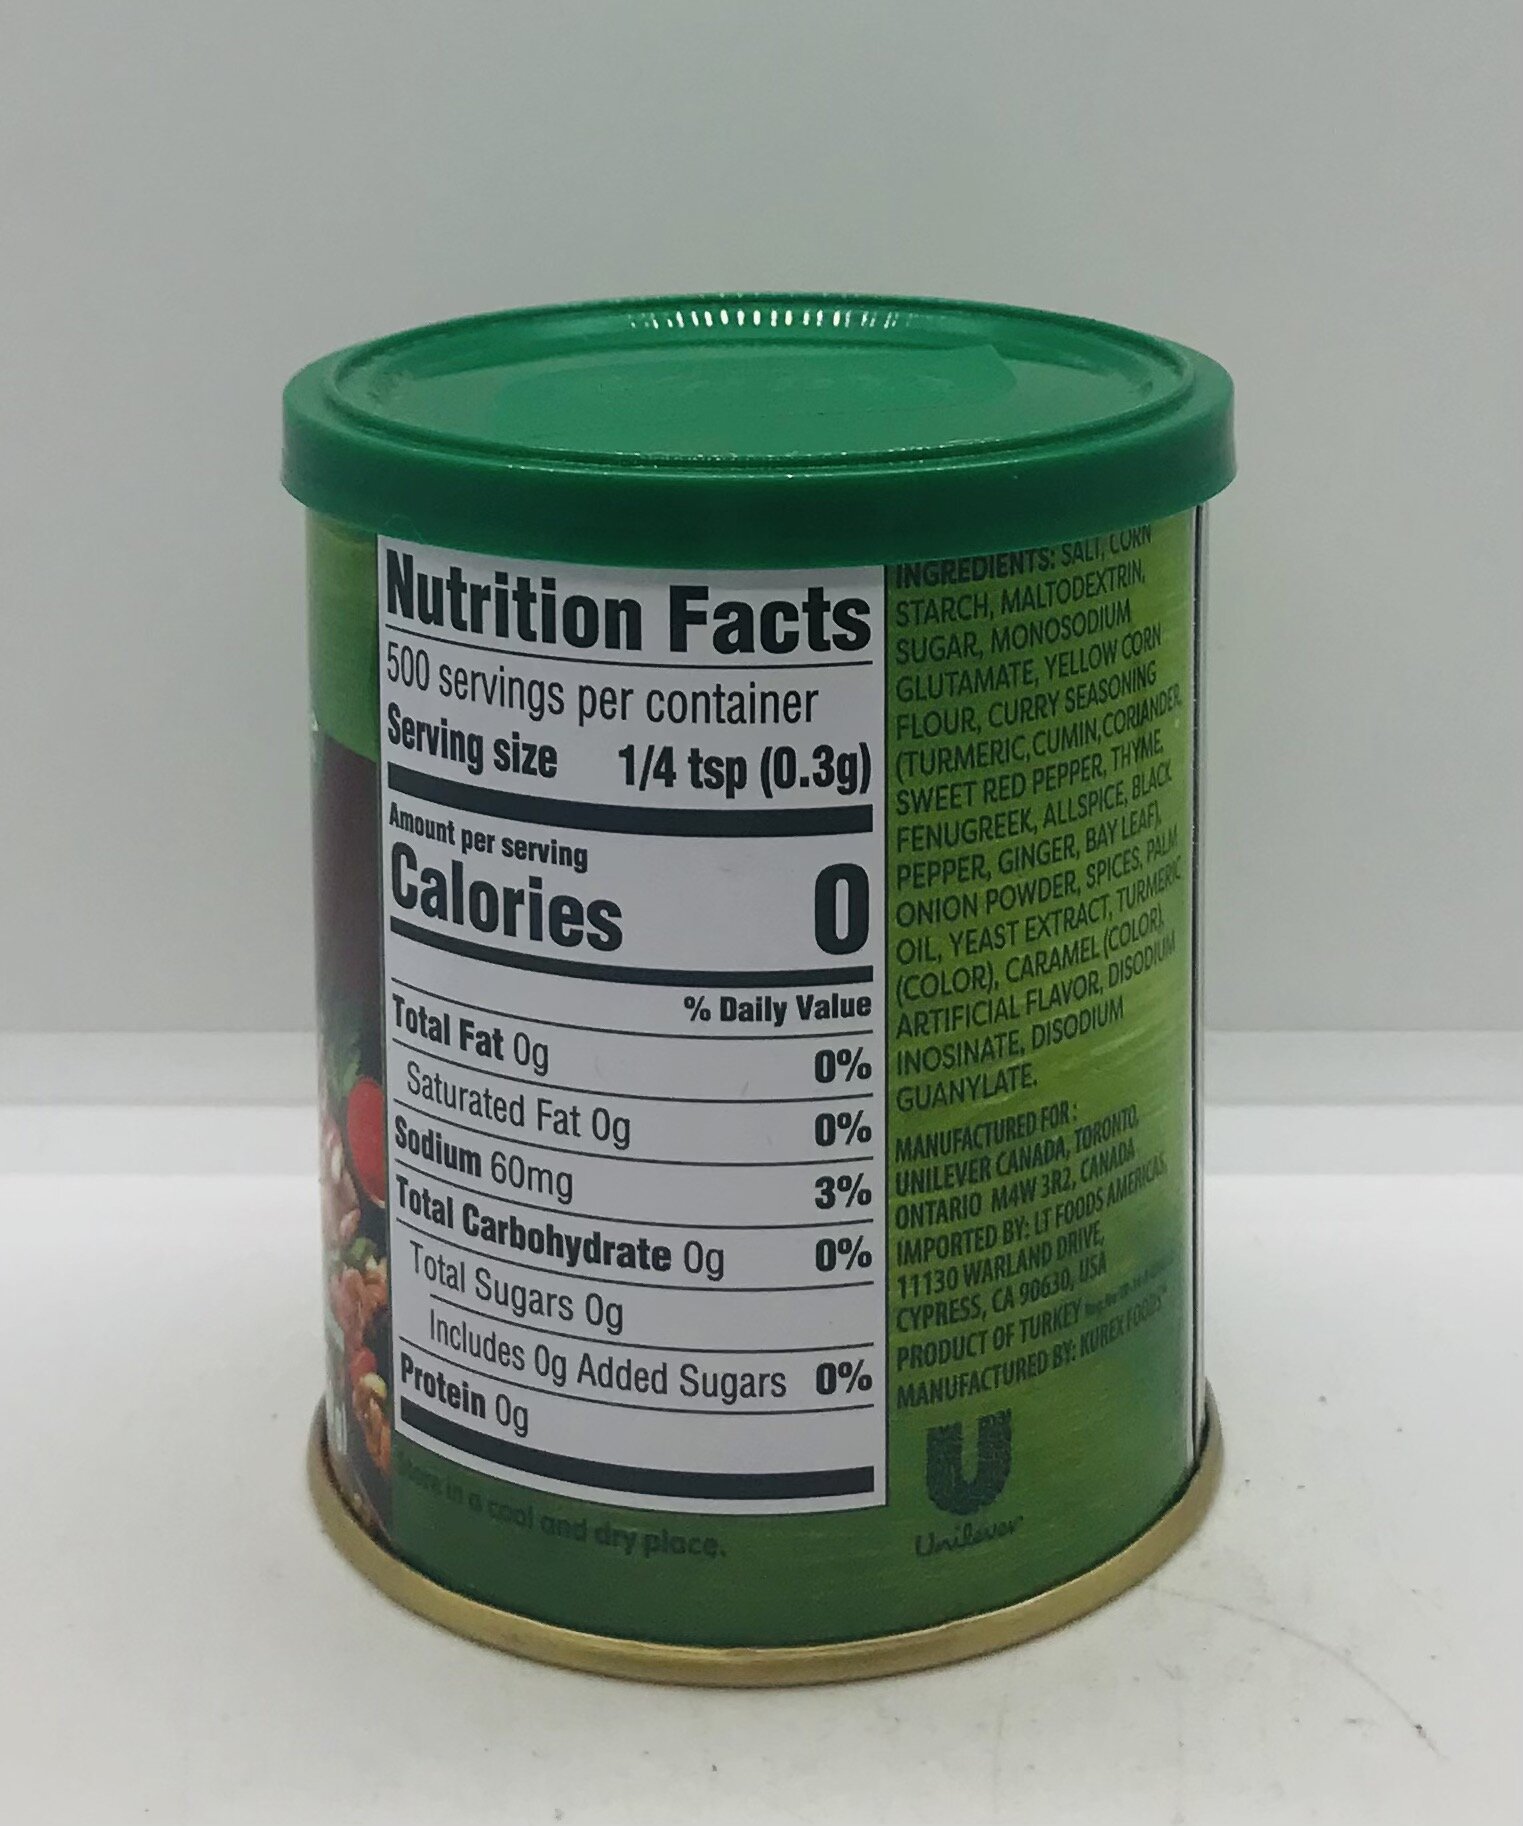 Nutrition Facts
500 servings per container
Serving size 1/4 tsp (0.3g)
Amount per serving
Calories 0
% Daily Value
Total Fat 0g 0%
Saturated Fat 0g 0%
Sodium 60mg 3%
Total Carbohydrate 0g 0%
Total Sugars 0g
Includes 0g Added Sugars 0%
Protein 0g
Store in a cool and dry place.
INGREDIENTS: SALT, CORN
STARCH, MALTODEXTRIN,
SUGAR, MONOSODIUM
GLUTAMATE, YELLOW CORN
FLOUR, CURRY SEASONING
(TURMERIC, CUMIN, CORIANDER,
SWEET RED PEPPER, THYME,
FENUGREEK, ALLSPICE, BLACK
PEPPER, GINGER, BAY LEAF),
ONION POWDER, SPICES, PALM
OIL, YEAST EXTRACT, TURMERIC
(COLOR), CARAMEL (COLOR),
ARTIFICIAL FLAVOR, DISODIUM
INOSINATE, DISODIUM
GUANYLATE.
MANUFACTURED FOR:
UNILEVER CANADA, TORONTO,
ONTARIO M4W 3R2, CANADA
IMPORTED BY: LT FOODS AMERICAS,
11130 WARLAND DRIVE,
CYPRESS, CA 90630, USA
PRODUCT OF TURKEY
MANUFACTURED BY: KUREX FOODS
U
Unilever